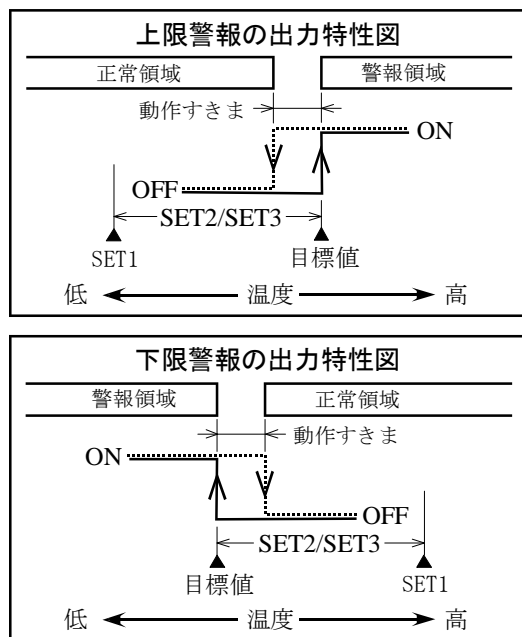 上限警報の出力特性図
正常領域 警報領域
動作すきま
ON
OFF
SET2/SET3
SET1 目標値
低 温度 高
下限警報の出力特性図
警報領域 正常領域
動作すきま
ON
OFF
SET2/SET3
目標値 SET1
低 温度 高